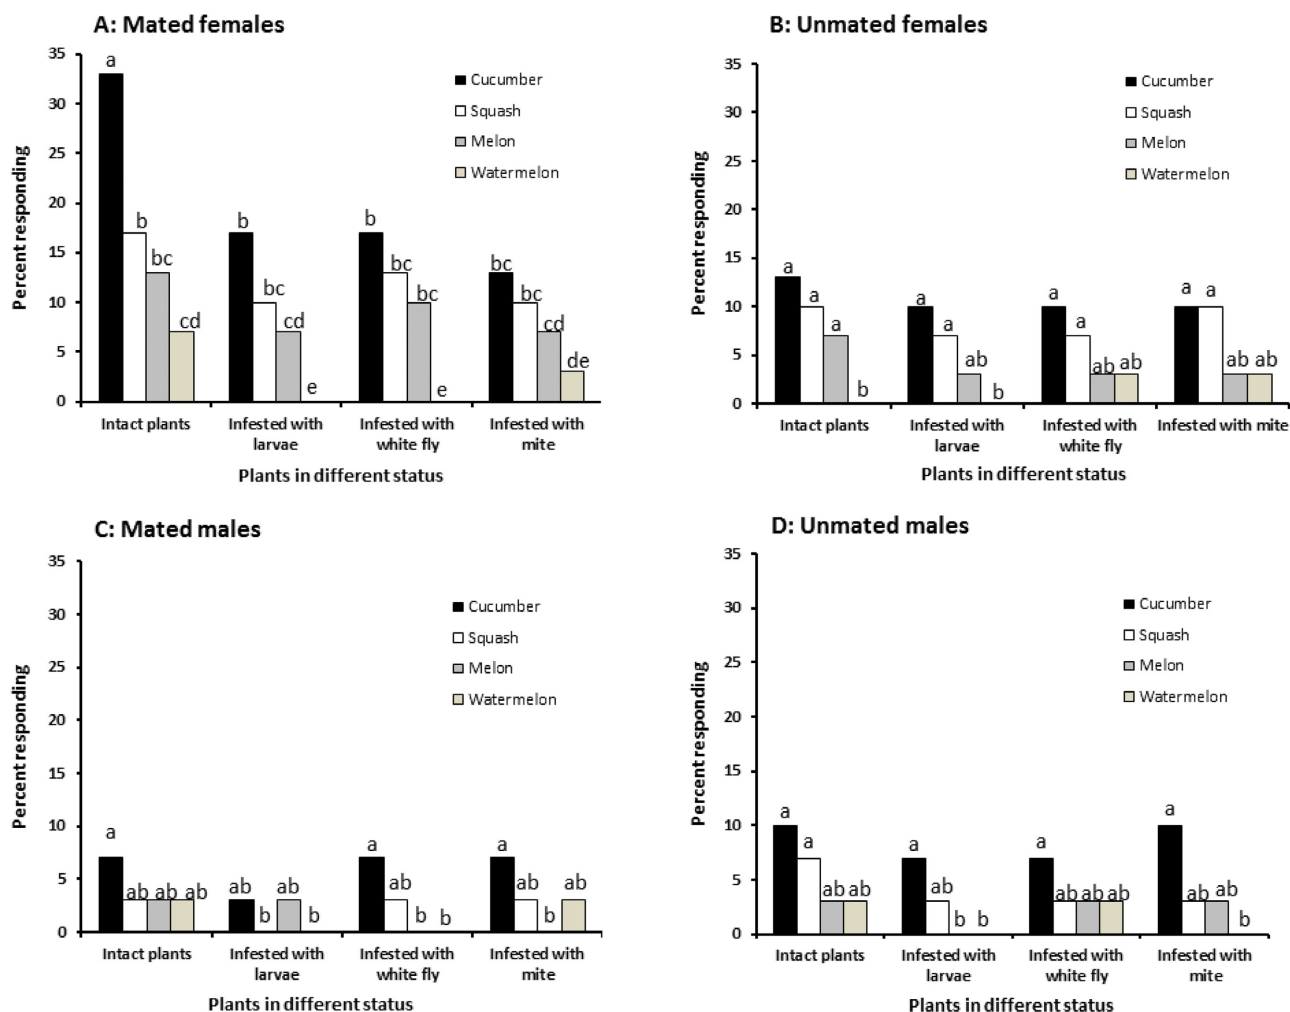 A: Mated females
35
30
25
20
15
10
5
0
Percent responding
Cucumber
Squash
Melon
Watermelon
a
b
bc
cd
b
bc
cd
e
b
bc
bc
e
bc
bc
cd
de
Intact plants
Infested with
larvae
Infested with
white fly
Infested with
mite
Plants in different status
B: Unmated females
35
30
25
20
15
10
5
0
Percent responding
Cucumber
Squash
Melon
Watermelon
a
a
a
b
a
a
ab
b
a
a
ab
ab
a
a
ab
ab
Intact plants
Infested with
larvae
Infested with
white fly
Infested with mite
Plants in different status
C: Mated males
35
30
25
20
15
10
5
0
Percent responding
Cucumber
Squash
Melon
Watermelon
a
ab
ab
ab
ab
b
ab
b
a
ab
b
b
a
ab
b
ab
Intact plants
Infested with
larvae
Infested with
white fly
Infested with
mite
Plants in different status
D: Unmated males
35
30
25
20
15
10
5
0
Percent responding
Cucumber
Squash
Melon
Watermelon
a
a
ab
ab
a
ab
b
b
a
ab
ab
ab
a
ab
ab
b
Intact plants
Infested with
larvae
Infested with
white fly
Infested with
mite
Plants in different status